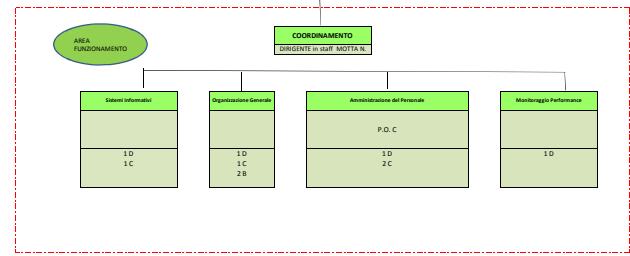 AREA
FUNZIONAMENTO
COORDINAMENTO
DIRIGENTE in staff MOTTA N.
Sistemi Informativi
1 D
1 C
Organizzazione Generale
1 D
1 C
2 B
Amministrazione del Personale
P.O. C
1 D
2 C
Monitoraggio Performance
1 D